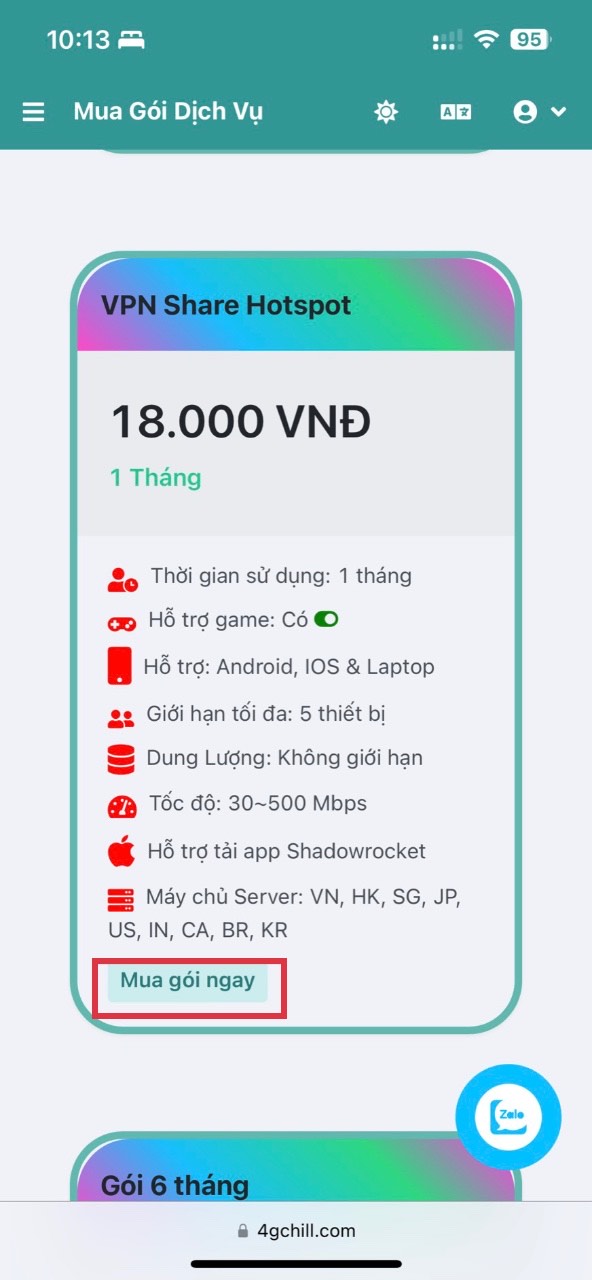 10:13
95
Mua Gói Dịch Vụ
VPN Share Hotspot
18.000 VNĐ
1 Tháng
Thời gian sử dụng: 1 tháng
Hỗ trợ game: Có
Hỗ trợ: Android, IOS & Laptop
Giới hạn tối đa: 5 thiết bị
Dung Lượng: Không giới hạn
Tốc độ: 30~500 Mbps
Hỗ trợ tải app Shadowrocket
Máy chủ Server: VN, HK, SG, JP,
US, IN, CA, BR, KR
Mua gói ngay
Zalo
Gói 6 tháng
4gchill.com